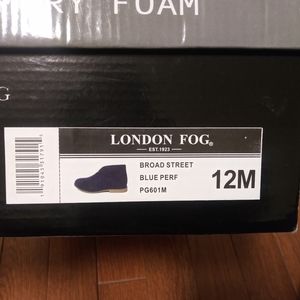 RY FOAM
G
LONDON FOG®
EST.1923
BROAD STREET
BLUE PERF
PG601M
12M